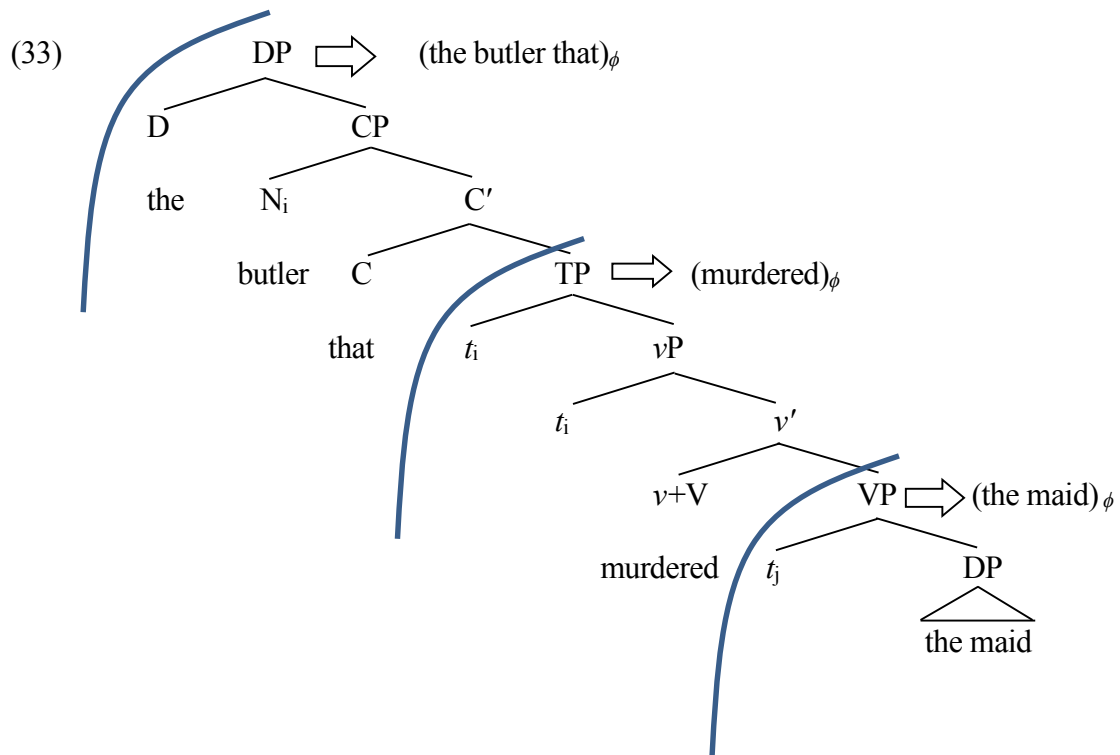 (33) DP (the butler that)ϕ
D CP
the Nᵢ C′
butler C TP (murdered)ϕ
that tᵢ vP
tᵢ v′
v+V VP (the maid)ϕ
murdered tⱼ DP
the maid